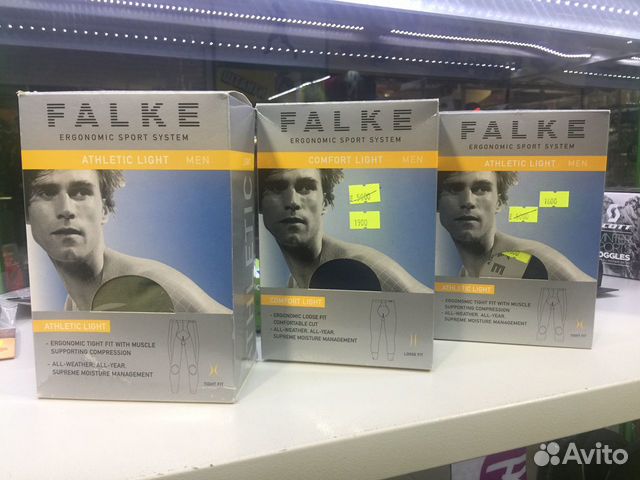 FALKE
ERGONOMIC SPORT SYSTEM
ATHLETIC LIGHT MEN
ATHLETIC LIGHT
- ERGONOMIC TIGHT FIT WITH MUSCLE
SUPPORTING COMPRESSION
- ALL-WEATHER. ALL-YEAR.
SUPREME MOISTURE MANAGEMENT
TIGHT FIT
FALKE
ERGONOMIC SPORT SYSTEM
COMFORT LIGHT MEN
1900
COMFORT LIGHT
- ERGONOMIC LOOSE FIT
COMFORTABLE CUT
- ALL-WEATHER. ALL-YEAR.
SUPREME MOISTURE MANAGEMENT
LOOSE FIT
FALKE
ERGONOMIC SPORT SYSTEM
ATHLETIC LIGHT MEN
1600
ATHLETIC LIGHT
- ERGONOMIC TIGHT FIT WITH MUSCLE
SUPPORTING COMPRESSION
- ALL-WEATHER. ALL-YEAR.
SUPREME MOISTURE MANAGEMENT
TIGHT FIT
SCOTT
Avito